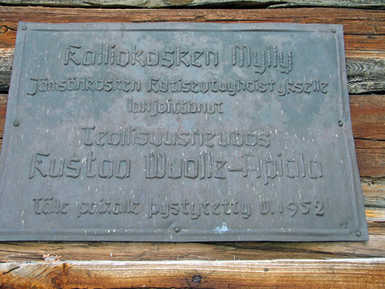 Kalliokosken Mylly
Jämsänkosken Kotiseutuyhdistykselle
lahjoittanut
Teollisuusneuvos
Kustaa Wuolle-Apiala
Tälle paikalle pystytetty v. 1952